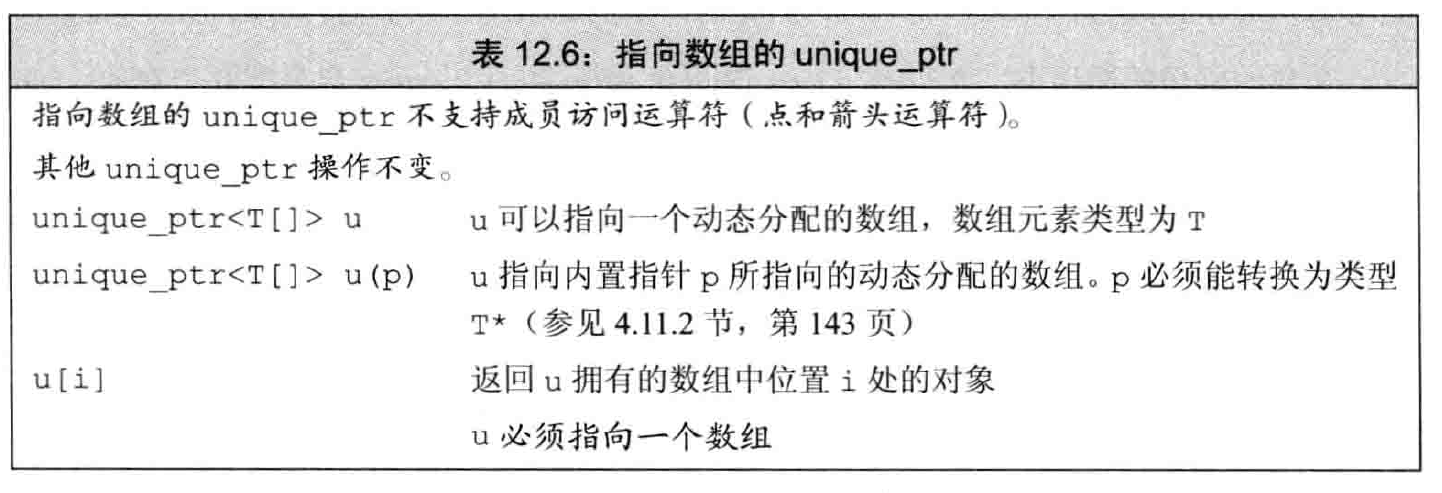 表 12.6：指向数组的 unique_ptr
指向数组的 unique_ptr 不支持成员访问运算符（点和箭头运算符）。
其他 unique_ptr 操作不变。
unique_ptr<T[]> u u 可以指向一个动态分配的数组，数组元素类型为 T
unique_ptr<T[]> u(p) u 指向内置指针 p 所指向的动态分配的数组。p 必须能转换为类型
T*（参见 4.11.2 节，第 143 页）
u[i] 返回 u 拥有的数组中位置 i 处的对象
u 必须指向一个数组